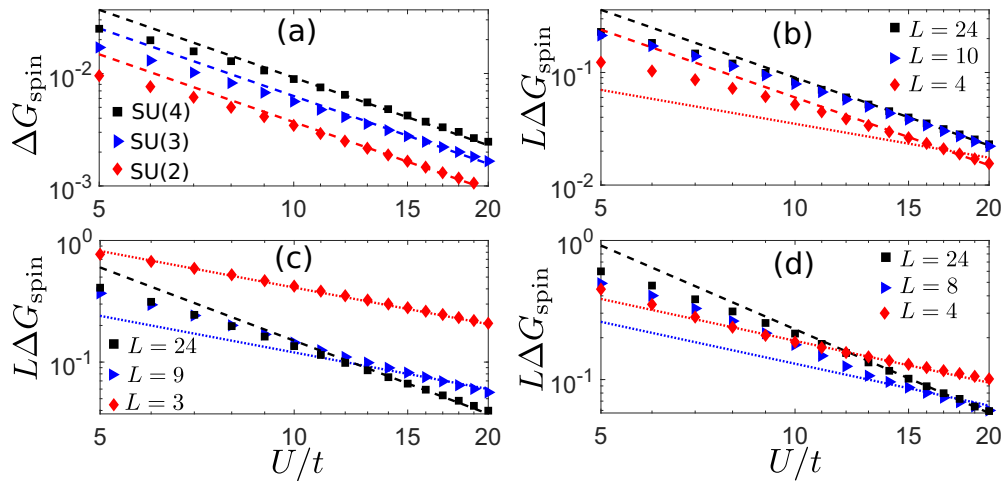 (a)
ΔG_spin
10^{-2}
10^{-3}
SU(4)
SU(3)
SU(2)
5
10
15
20
(b)
LΔG_spin
10^{-1}
10^{-2}
L = 24
L = 10
L = 4
5
10
15
20
(c)
LΔG_spin
10^{0}
10^{-1}
L = 24
L = 9
L = 3
5
10
15
20
U/t
(d)
LΔG_spin
10^{0}
10^{-1}
L = 24
L = 8
L = 4
5
10
15
20
U/t